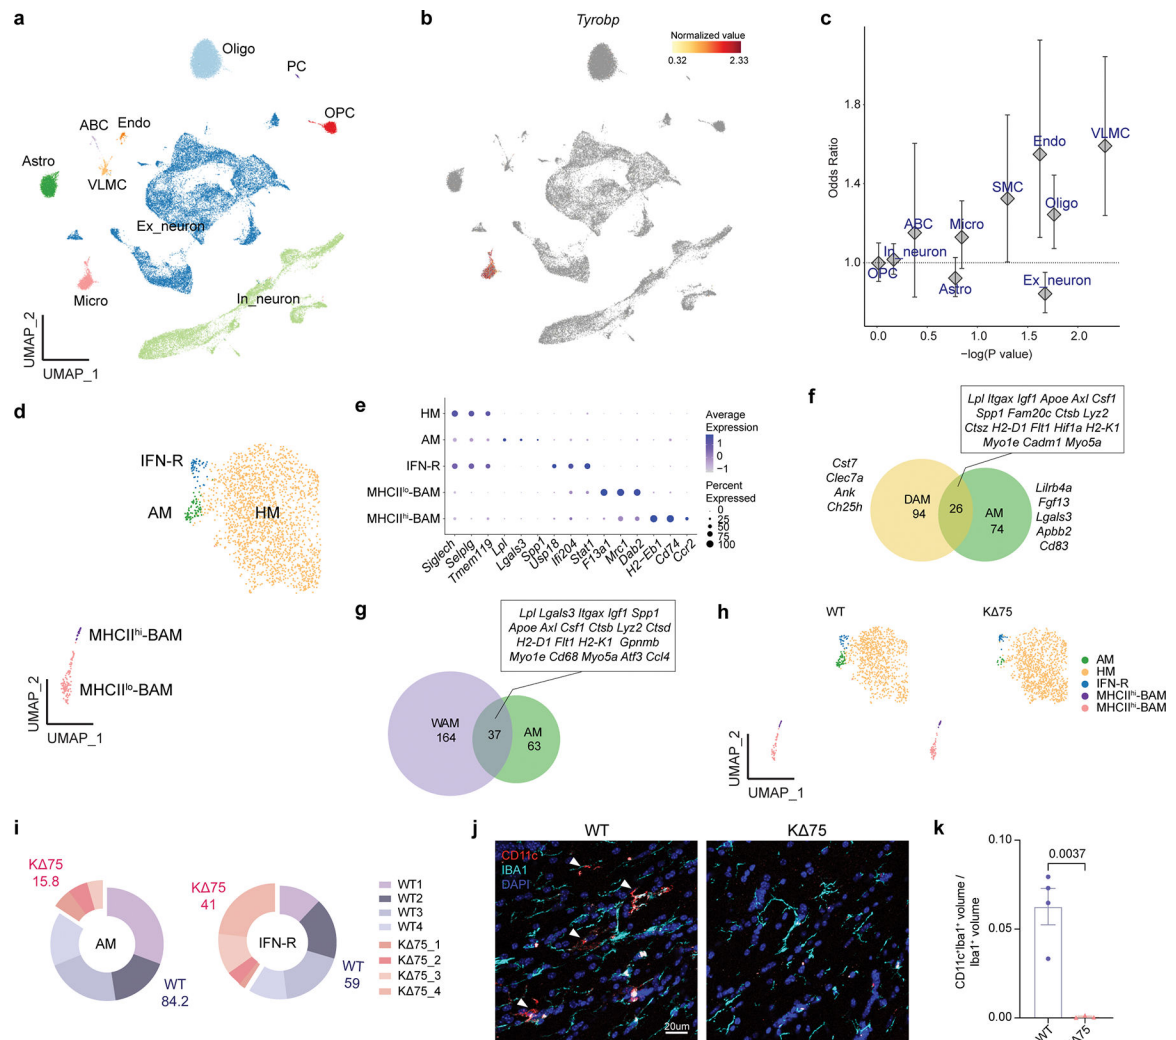 a
Oligo
PC
OPC
ABC
Endo
Astro
VLMC
Ex_neuron
Micro
In_neuron
UMAP_2
UMAP_1
b
Tyrobp
Normalized value
0.32 2.33
c
Odds Ratio
1.8
1.4
1.0
VLMC
Endo
SMC
Oligo
ABC
Micro
In_neuron
OPC
Astro
Ex_neuron
0.0 0.5 1.0 1.5 2.0
−log(P value)
d
IFN-R
AM
HM
MHCIIhi-BAM
MHCIIlo-BAM
UMAP_2
UMAP_1
e
HM
AM
IFN-R
MHCIIlo-BAM
MHCIIhi-BAM
Siglech
Selplg
Tmem119
Lpl
Lgals3
Spp1
Usp18
Ifi204
Stat1
F13a1
Mrc1
Dab2
H2−Eb1
Cd74
Ccr2
Average
Expression
1
0
−1
Percent
Expressed
0
25
50
75
100
f
Lpl Itgax Igf1 Apoe Axl Csf1
Spp1 Fam20c Ctsb Lyz2
Ctsz H2-D1 Flt1 Hif1a H2-K1
Myo1e Cadm1 Myo5a
Cst7
Clec7a
Ank
Ch25h
DAM
94
26
AM
74
Lilrb4a
Fgf13
Lgals3
Apbb2
Cd83
g
Lpl Lgals3 Itgax Igf1 Spp1
Apoe Axl Csf1 Ctsb Lyz2 Ctsd
H2-D1 Flt1 H2-K1 Gpnmb
Myo1e Cd68 Myo5a Atf3 Ccl4
WAM
164
37
AM
63
h
WT
KΔ75
AM
HM
IFN-R
MHCIIhi-BAM
MHCIIhi-BAM
UMAP_2
UMAP_1
i
KΔ75
15.8
AM
WT
84.2
KΔ75
41
IFN-R
WT
59
WT1
WT2
WT3
WT4
KΔ75_1
KΔ75_2
KΔ75_3
KΔ75_4
j
WT
KΔ75
CD11c
IBA1
DAPI
20um
k
CD11c+Iba1+ volume /
Iba1+ volume
0.10
0.05
0.00
0.0037
WT